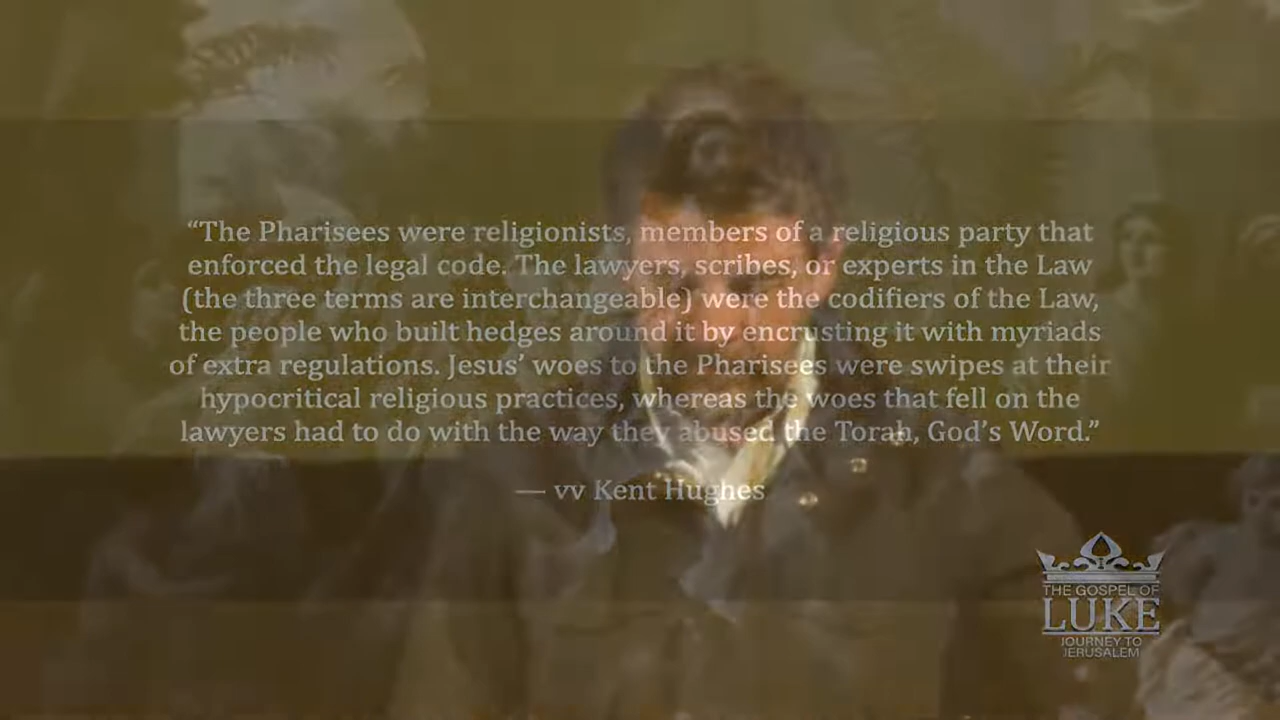 “The Pharisees were religionists, members of a religious party that
enforced the legal code. The lawyers, scribes, or experts in the Law
(the three terms are interchangeable) were the codifiers of the Law,
the people who built hedges around it by encrusting it with myriads
of extra regulations. Jesus’ woes to the Pharisees were swipes at their
hypocritical religious practices, whereas the woes that fell on the
lawyers had to do with the way they abused the Torah, God’s Word.”
— vv Kent Hughes
THE GOSPEL OF
LUKE
JOURNEY TO
JERUSALEM